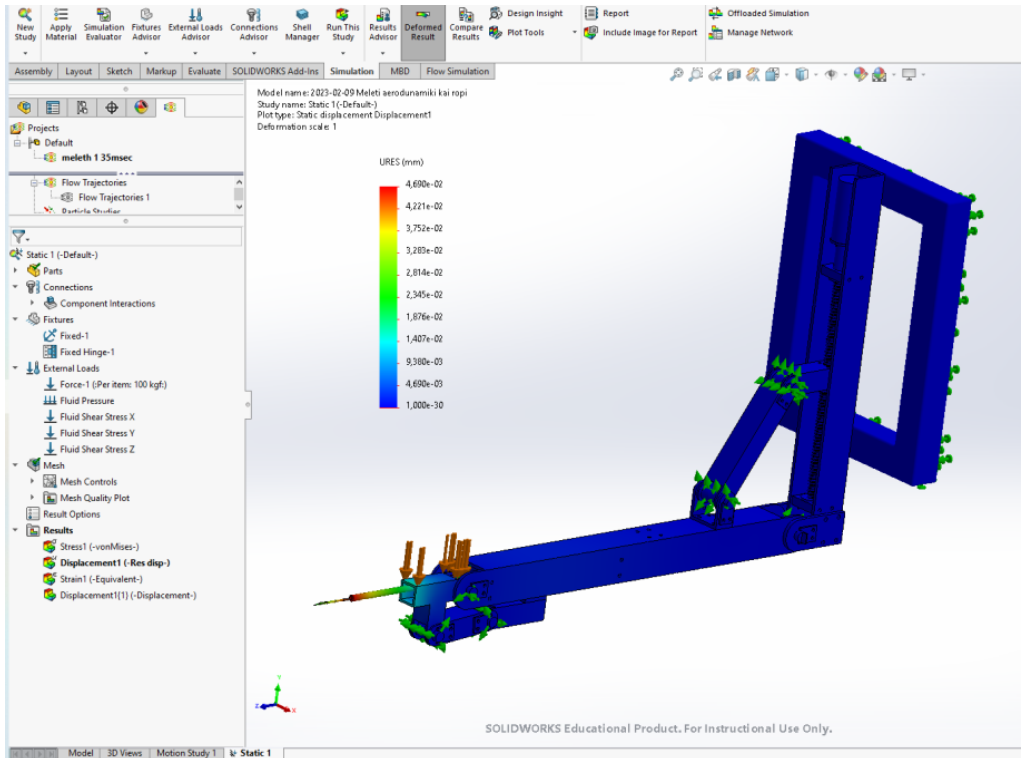 New Study
Apply Material
Simulation Evaluator
Fixtures Advisor
External Loads Advisor
Connections Advisor
Shell Manager
Run This Study
Results Advisor
Deformed Result
Compare Results
Design Insight
Plot Tools
Report
Include Image for Report
Offloaded Simulation
Manage Network
Assembly
Layout
Sketch
Markup
Evaluate
SOLIDWORKS Add-Ins
Simulation
MBD
Flow Simulation
Projects
Default
meleth 1 35msec
Flow Trajectories
Flow Trajectories 1
Particle Studies
Static 1 (-Default-)
Parts
Connections
Component Interactions
Fixtures
Fixed-1
Fixed Hinge-1
External Loads
Force-1 (:Per item: 100 kgf:)
Fluid Pressure
Fluid Shear Stress X
Fluid Shear Stress Y
Fluid Shear Stress Z
Mesh
Mesh Controls
Mesh Quality Plot
Result Options
Results
Stress1 (-vonMises-)
Displacement1 (-Res disp-)
Strain1 (-Equivalent-)
Displacement1(1) (-Displacement-)
Model name: 2023-02-09 Meleti aerodunamiki kai ropi
Study name: Static 1(-Default-)
Plot type: Static displacement Displacement1
Deformation scale: 1
URES (mm)
4,690e-02
4,221e-02
3,752e-02
3,283e-02
2,814e-02
2,345e-02
1,876e-02
1,407e-02
9,380e-03
4,690e-03
1,000e-30
Y
Z
X
SOLIDWORKS Educational Product. For Instructional Use Only.
Model
3D Views
Motion Study 1
Static 1